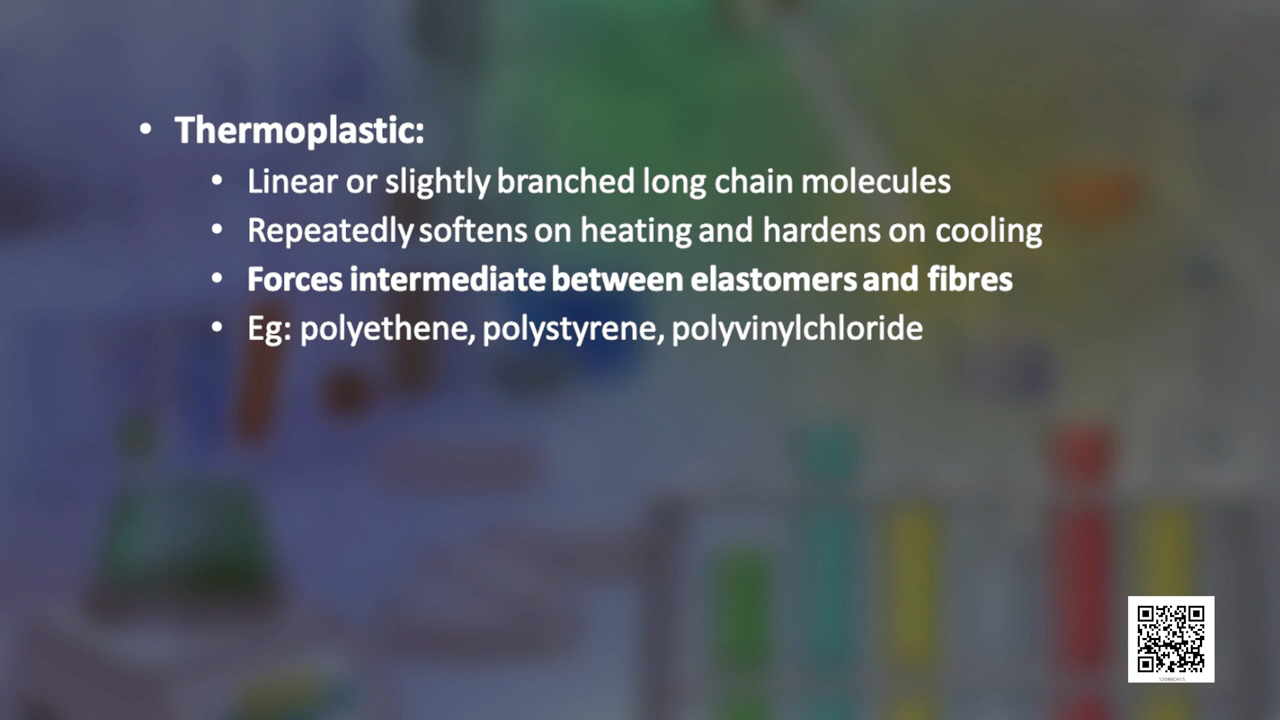 • Thermoplastic:
• Linear or slightly branched long chain molecules
• Repeatedly softens on heating and hardens on cooling
• Forces intermediate between elastomers and fibres
• Eg: polyethene, polystyrene, polyvinylchloride